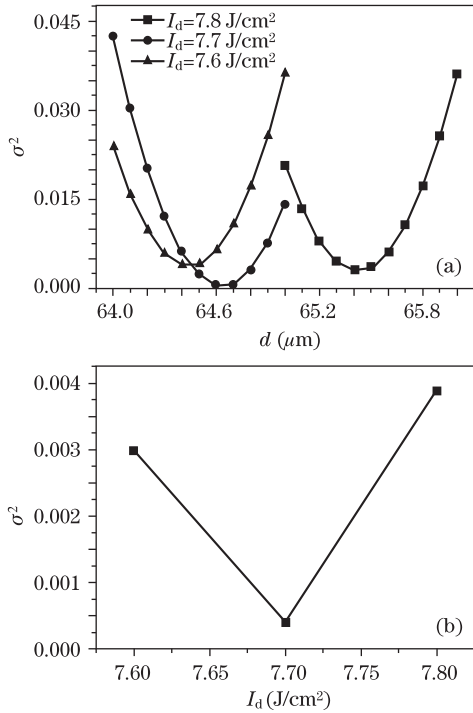 0.045
0.030
0.015
0.000
σ²
I_d=7.8 J/cm²
I_d=7.7 J/cm²
I_d=7.6 J/cm²
(a)
64.0 64.6 65.2 65.8
d (μm)
0.004
0.003
0.002
0.001
0.000
σ²
(b)
7.60 7.65 7.70 7.75 7.80
I_d (J/cm²)